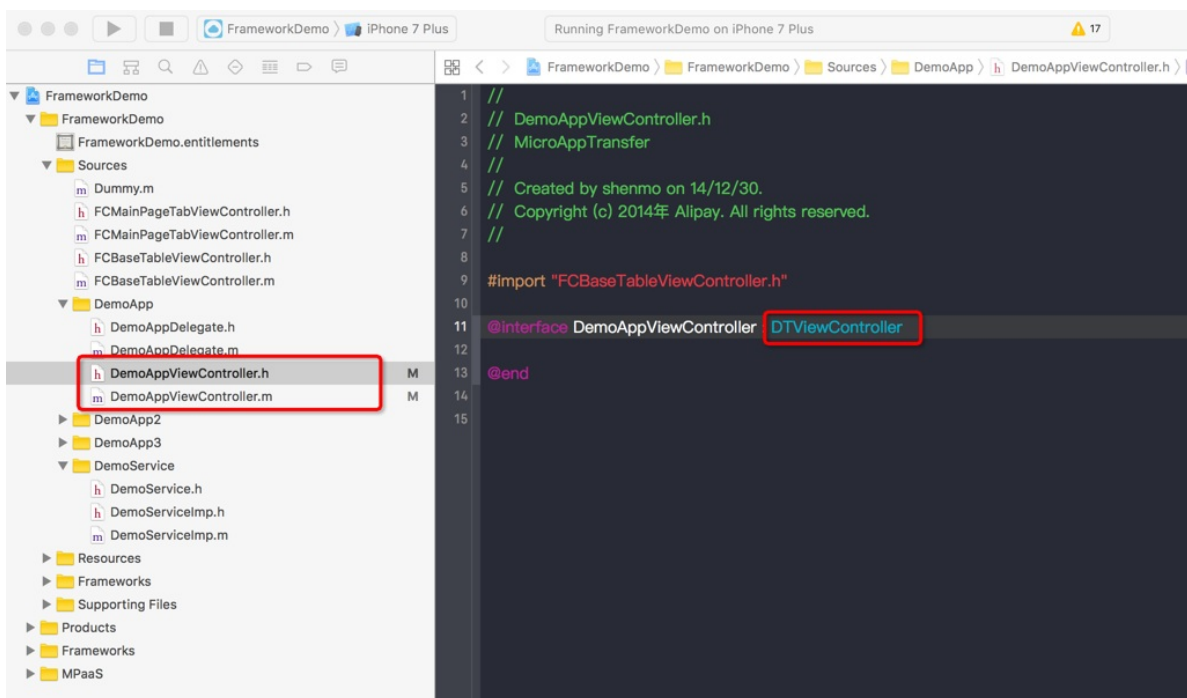 FrameworkDemo 〉 iPhone 7 Plus
Running FrameworkDemo on iPhone 7 Plus
17
FrameworkDemo 〉 FrameworkDemo 〉 Sources 〉 DemoApp 〉 h DemoAppViewController.h 〉
FrameworkDemo
FrameworkDemo
FrameworkDemo.entitlements
Sources
m Dummy.m
h FCMainPageTabViewController.h
m FCMainPageTabViewController.m
h FCBaseTableViewController.h
m FCBaseTableViewController.m
DemoApp
h DemoAppDelegate.h
m DemoAppDelegate.m
h DemoAppViewController.h M
m DemoAppViewController.m M
DemoApp2
DemoApp3
DemoService
h DemoService.h
h DemoServiceImp.h
m DemoServiceImp.m
Resources
Frameworks
Supporting Files
Products
Frameworks
MPaaS
1 //
2 // DemoAppViewController.h
3 // MicroAppTransfer
4 //
5 // Created by shenmo on 14/12/30.
6 // Copyright (c) 2014年 Alipay. All rights reserved.
7 //
8
9 #import "FCBaseTableViewController.h"
10
11 @interface DemoAppViewController : DTViewController
12
13 @end
14
15